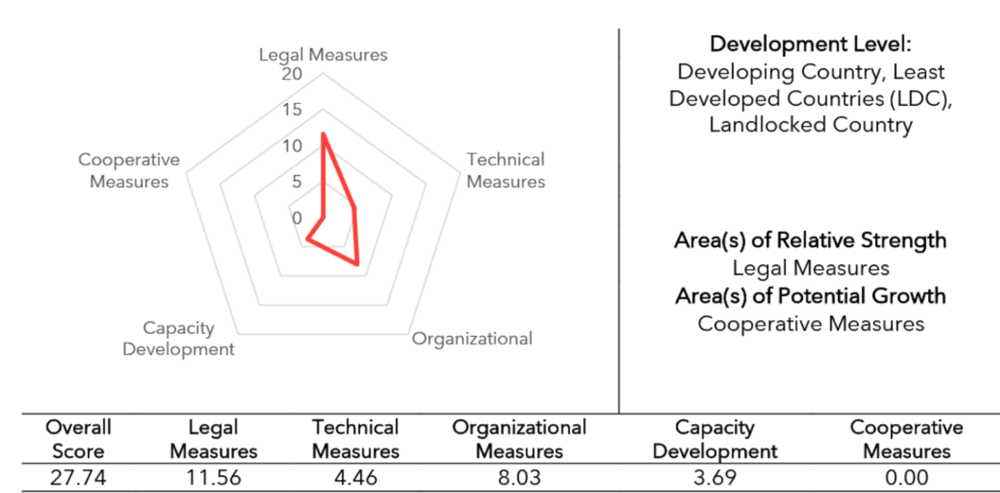 Legal Measures
20
15
10
5
0
Technical
Measures
Organizational
Capacity
Development
Cooperative
Measures
Development Level:
Developing Country, Least
Developed Countries (LDC),
Landlocked Country
Area(s) of Relative Strength
Legal Measures
Area(s) of Potential Growth
Cooperative Measures
Overall Score Legal Measures Technical Measures Organizational Measures Capacity Development Cooperative Measures
27.74 11.56 4.46 8.03 3.69 0.00